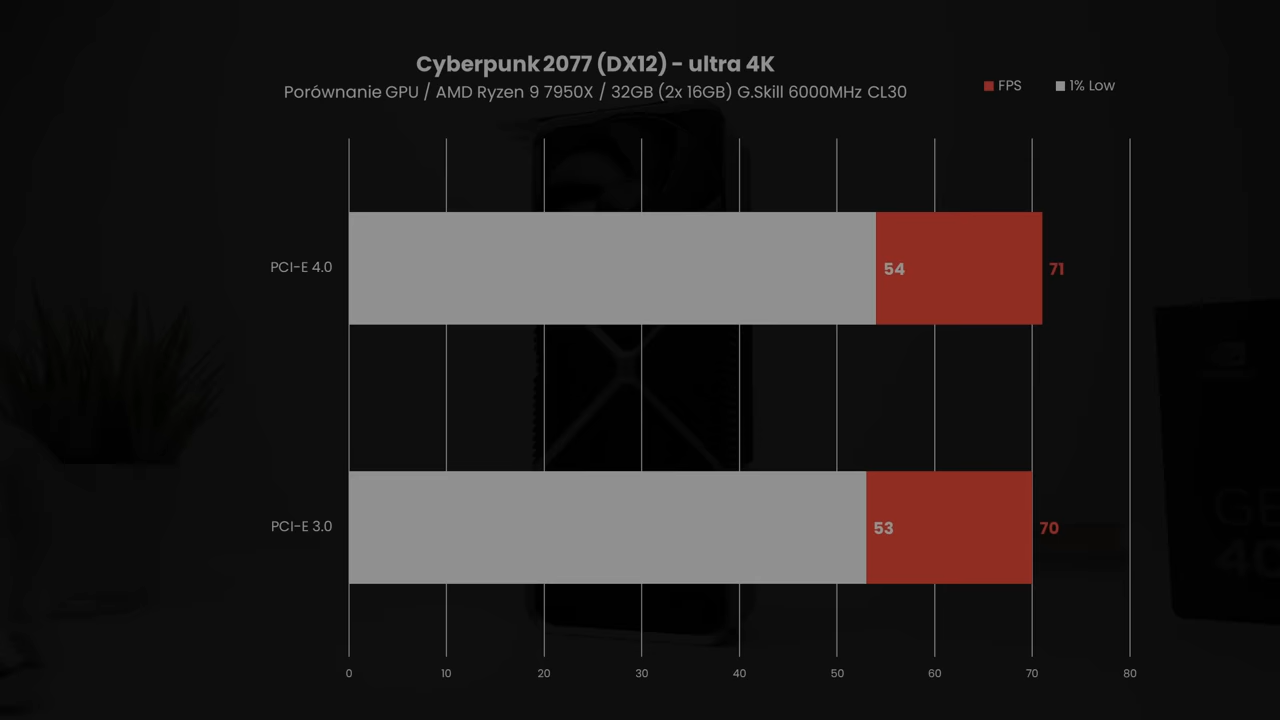 Cyberpunk 2077 (DX12) - ultra 4K
Porównanie GPU / AMD Ryzen 9 7950X / 32GB (2x 16GB) G.Skill 6000MHz CL30
FPS
1% Low
PCI-E 4.0
54
71
PCI-E 3.0
53
70
0 10 20 30 40 50 60 70 80
GE
40